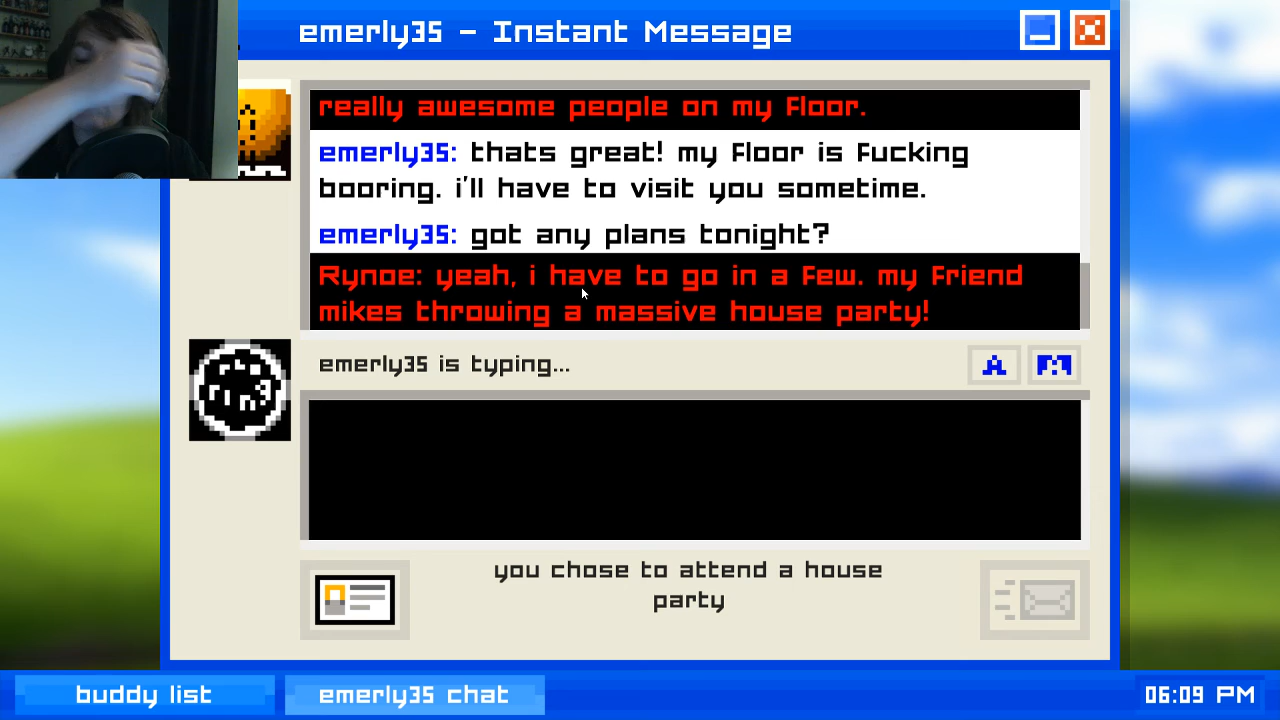 emerly35 - Instant Message
really awesome people on my Floor.
emerly35: thats great! my Floor is Fucking
booring. i'll have to visit you sometime.
emerly35: got any plans tonight?
Rynoe: yeah, i have to go in a Few. my Friend
mikes throwing a massive house party!
emerly35 is typing...
A
you chose to attend a house
party
buddy list
emerly35 chat
06:09 PM